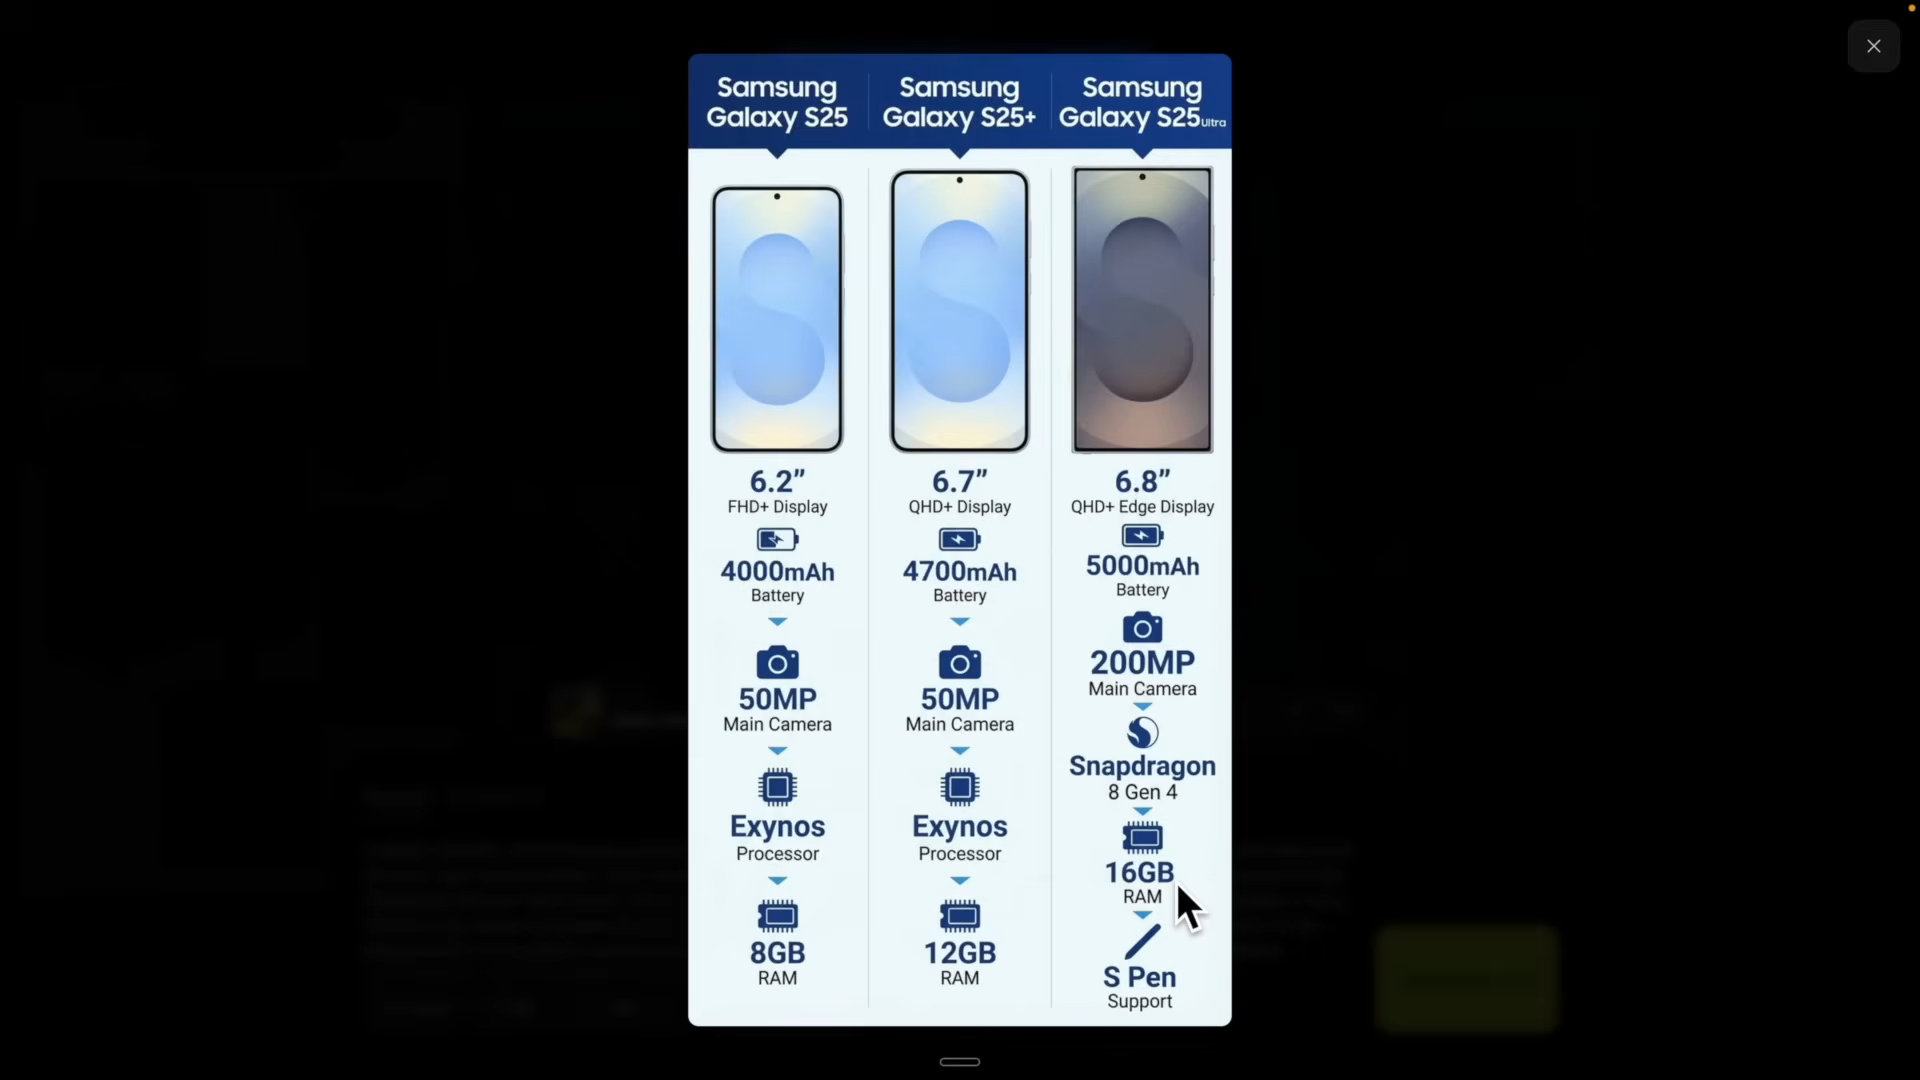 Samsung
Galaxy S25
Samsung
Galaxy S25+
Samsung
Galaxy S25 Ultra
6.2”
FHD+ Display
4000mAh
Battery
50MP
Main Camera
Exynos
Processor
8GB
RAM
6.7”
QHD+ Display
4700mAh
Battery
50MP
Main Camera
Exynos
Processor
12GB
RAM
6.8”
QHD+ Edge Display
5000mAh
Battery
200MP
Main Camera
Snapdragon
8 Gen 4
16GB
RAM
S Pen
Support